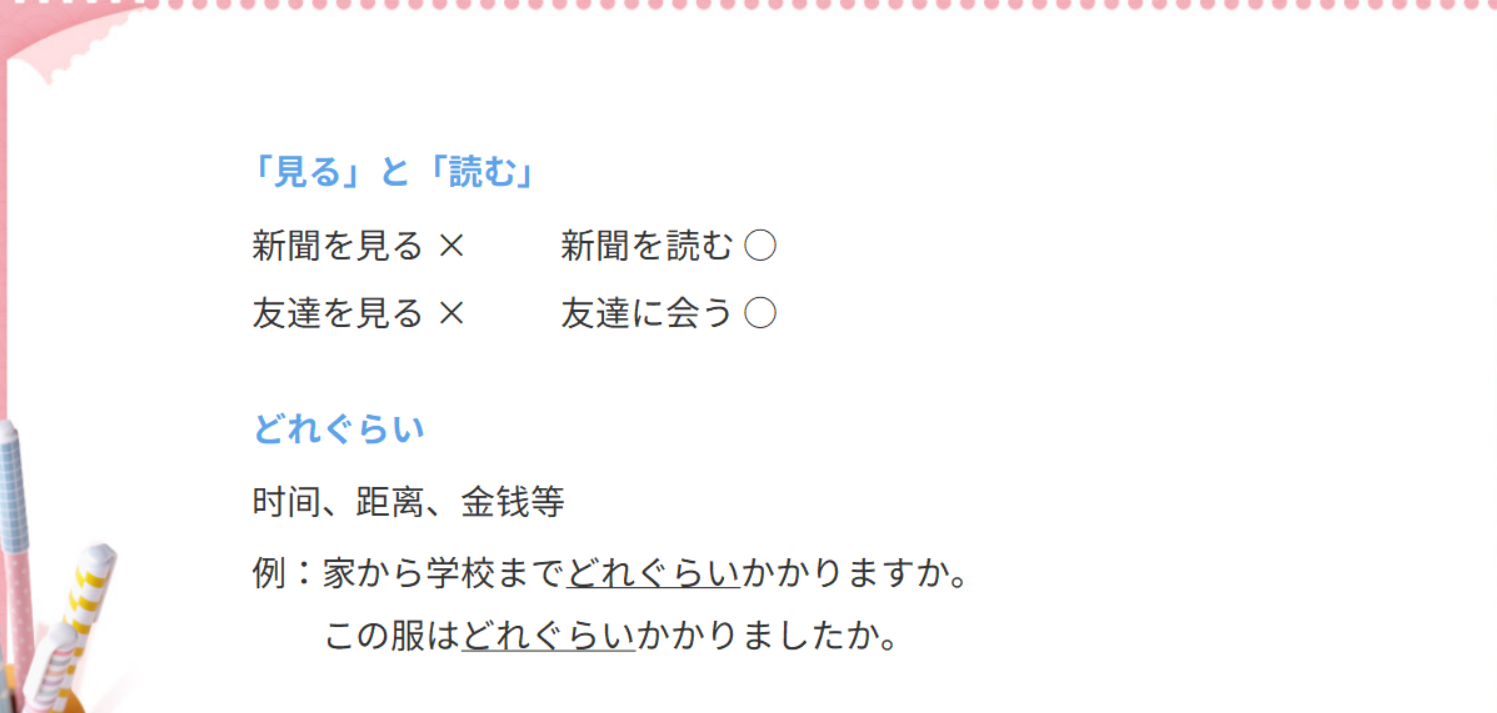 「見る」と「読む」
新聞を見る × 新聞を読む ○
友達を見る × 友達に会う ○
どれぐらい
时间、距离、金钱等
例：家から学校までどれぐらいかかりますか。
この服はどれぐらいかかりましたか。